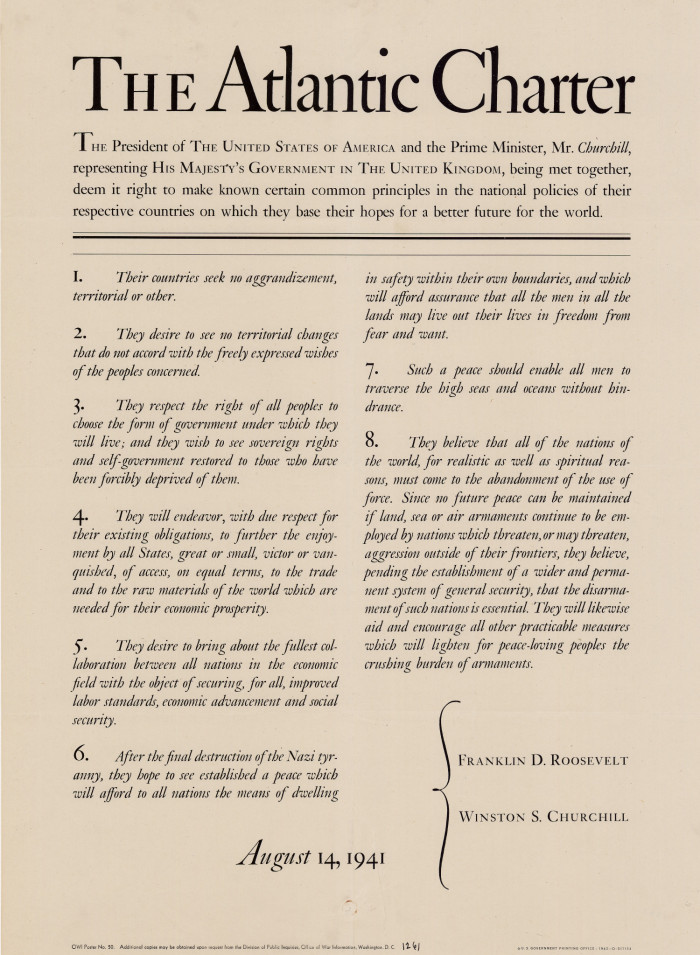 THE Atlantic Charter
THE President of THE UNITED STATES OF AMERICA and the Prime Minister, Mr. Churchill,
representing HIS MAJESTY'S GOVERNMENT IN THE UNITED KINGDOM, being met together,
deem it right to make known certain common principles in the national policies of their
respective countries on which they base their hopes for a better future for the world.
1. Their countries seek no aggrandizement,
territorial or other.
2. They desire to see no territorial changes
that do not accord with the freely expressed wishes
of the peoples concerned.
3. They respect the right of all peoples to
choose the form of government under which they
will live; and they wish to see sovereign rights
and self-government restored to those who have
been forcibly deprived of them.
4. They will endeavor, with due respect for
their existing obligations, to further the enjoy-
ment by all States, great or small, victor or van-
quished, of access, on equal terms, to the trade
and to the raw materials of the world which are
needed for their economic prosperity.
5. They desire to bring about the fullest col-
laboration between all nations in the economic
field with the object of securing, for all, improved
labor standards, economic advancement and social
security.
6. After the final destruction of the Nazi tyr-
anny, they hope to see established a peace which
will afford to all nations the means of dwelling
in safety within their own boundaries, and which
will afford assurance that all the men in all the
lands may live out their lives in freedom from
fear and want.
7. Such a peace should enable all men to
traverse the high seas and oceans without hin-
drance.
8. They believe that all of the nations of
the world, for realistic as well as spiritual rea-
sons, must come to the abandonment of the use of
force. Since no future peace can be maintained
if land, sea or air armaments continue to be em-
ployed by nations which threaten, or may threaten,
aggression outside of their frontiers, they believe,
pending the establishment of a wider and perma-
nent system of general security, that the disarma-
ment of such nations is essential. They will likewise
aid and encourage all other practicable measures
which will lighten for peace-loving peoples the
crushing burden of armaments.
FRANKLIN D. ROOSEVELT
WINSTON S. CHURCHILL
August 14, 1941
OWI Poster No. 50. Additional copies may be obtained upon request from the Division of Public Inquiries, Office of War Information, Washington, D. C.
U. S. GOVERNMENT PRINTING OFFICE